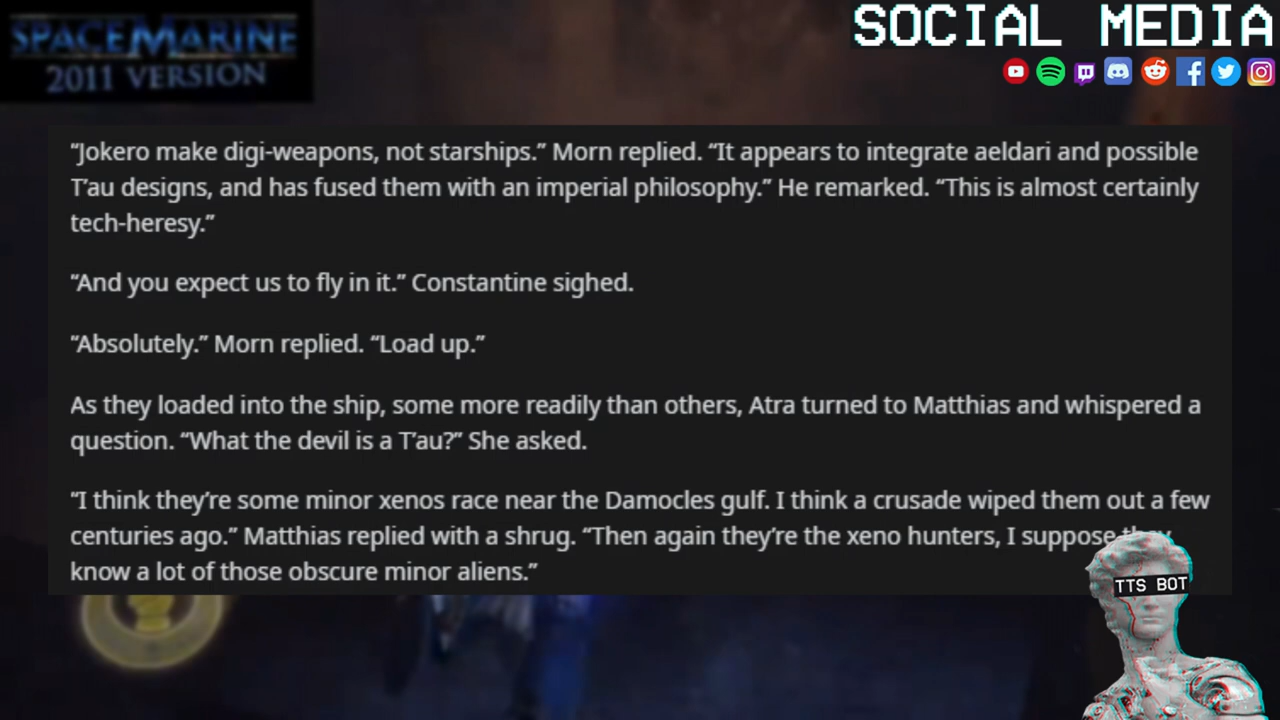 SPACE MARINE
2011 VERSION
SOCIAL MEDIA
“Jokero make digi-weapons, not starships.” Morn replied. “It appears to integrate aeldari and possible
T’au designs, and has fused them with an imperial philosophy.” He remarked. “This is almost certainly
tech-heresy.”
“And you expect us to fly in it.” Constantine sighed.
“Absolutely.” Morn replied. “Load up.”
As they loaded into the ship, some more readily than others, Atra turned to Matthias and whispered a
question. “What the devil is a T’au?” She asked.
“I think they’re some minor xenos race near the Damocles gulf. I think a crusade wiped them out a few
centuries ago.” Matthias replied with a shrug. “Then again they’re the xeno hunters, I suppose they
know a lot of those obscure minor aliens.”
TTS BOT